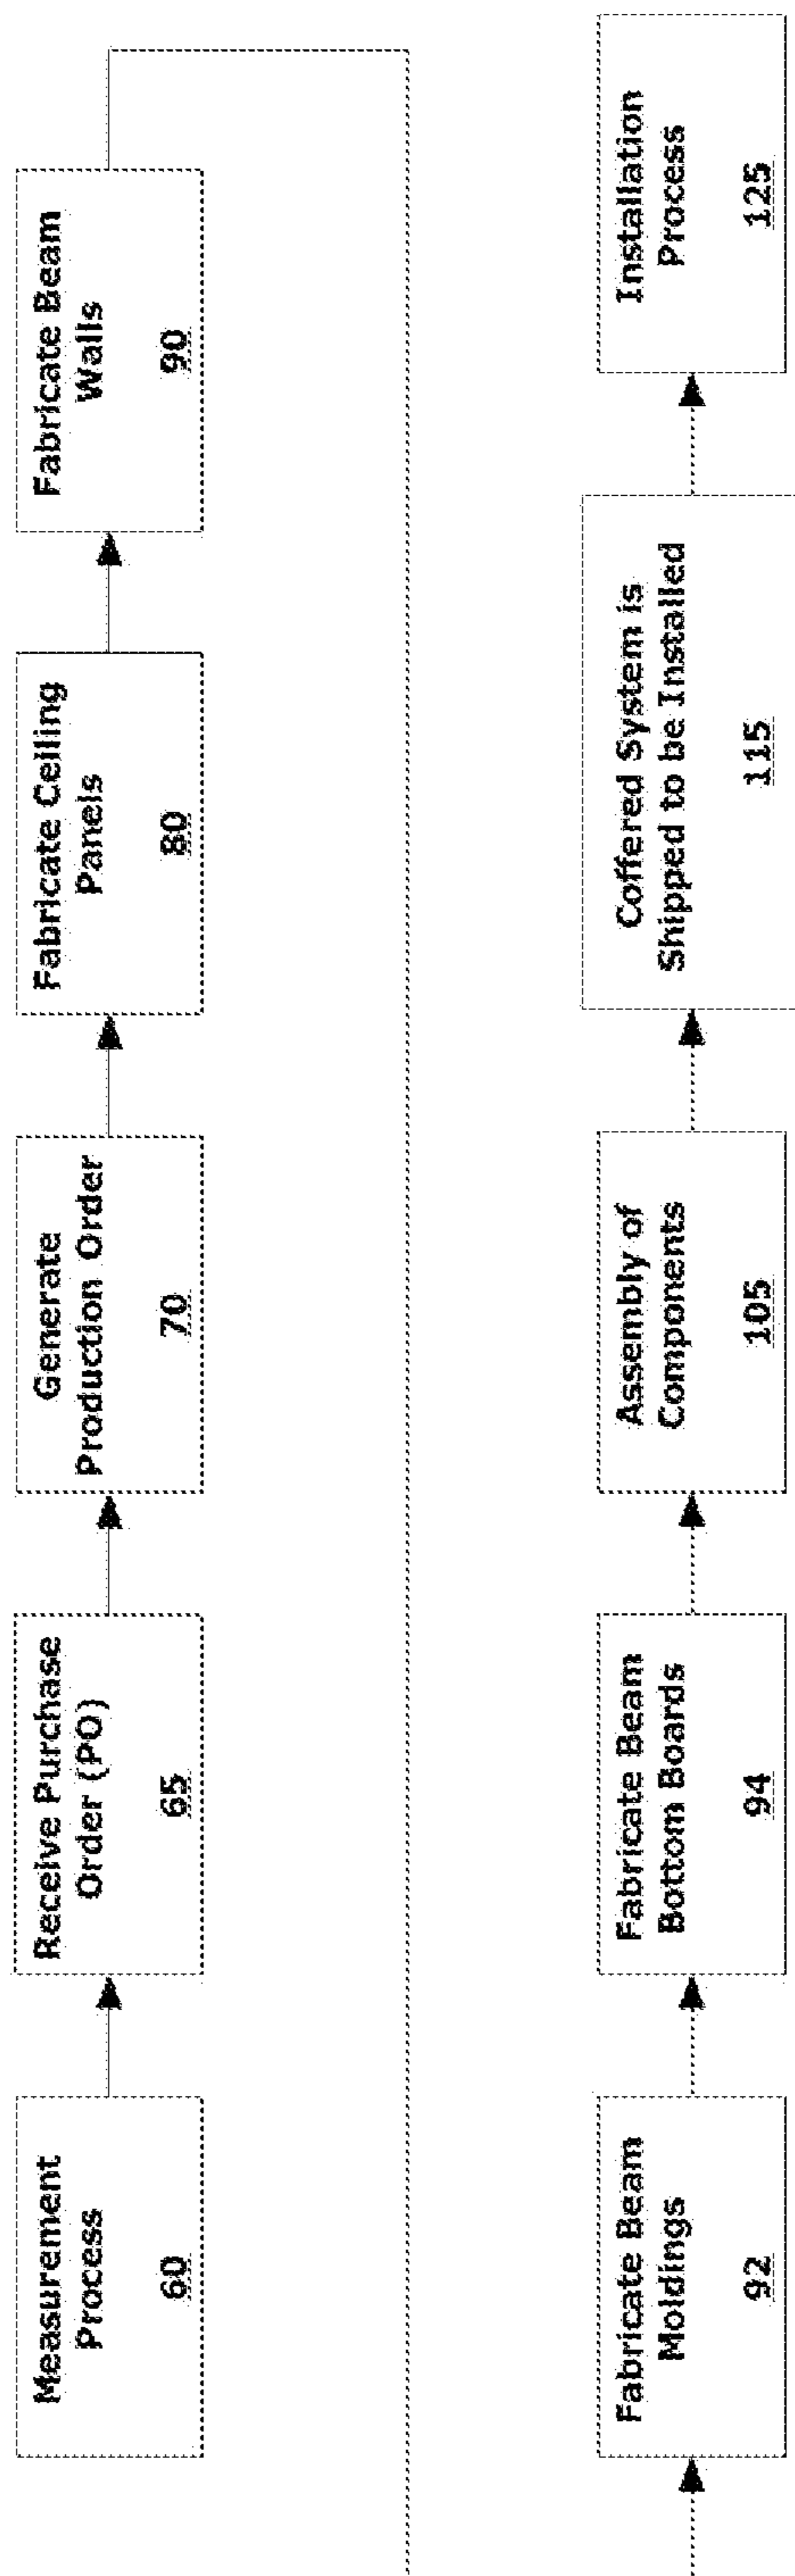 Measurement
Process
60
Receive Purchase
Order (PO)
65
Generate
Production Order
70
Fabricate Ceiling
Panels
80
Fabricate Beam
Walls
90
Fabricate Beam
Moldings
92
Fabricate Beam
Bottom Boards
94
Assembly of
Components
105
Coffered System is
Shipped to be Installed
115
Installation
Process
125